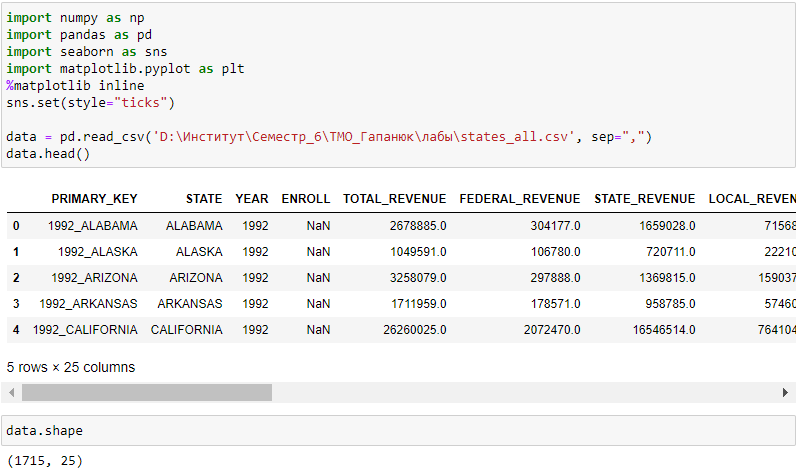 import numpy as np
import pandas as pd
import seaborn as sns
import matplotlib.pyplot as plt
%matplotlib inline
sns.set(style="ticks")
data = pd.read_csv('D:\Институт\Семестр_6\ТМО_Гапанюк\лабы\states_all.csv', sep=",")
data.head()
PRIMARY_KEY STATE YEAR ENROLL TOTAL_REVENUE FEDERAL_REVENUE STATE_REVENUE LOCAL_REVEN
0 1992_ALABAMA ALABAMA 1992 NaN 2678885.0 304177.0 1659028.0 71568
1 1992_ALASKA ALASKA 1992 NaN 1049591.0 106780.0 720711.0 22210
2 1992_ARIZONA ARIZONA 1992 NaN 3258079.0 297888.0 1369815.0 159037
3 1992_ARKANSAS ARKANSAS 1992 NaN 1711959.0 178571.0 958785.0 57460
4 1992_CALIFORNIA CALIFORNIA 1992 NaN 26260025.0 2072470.0 16546514.0 764104
5 rows × 25 columns
data.shape
(1715, 25)